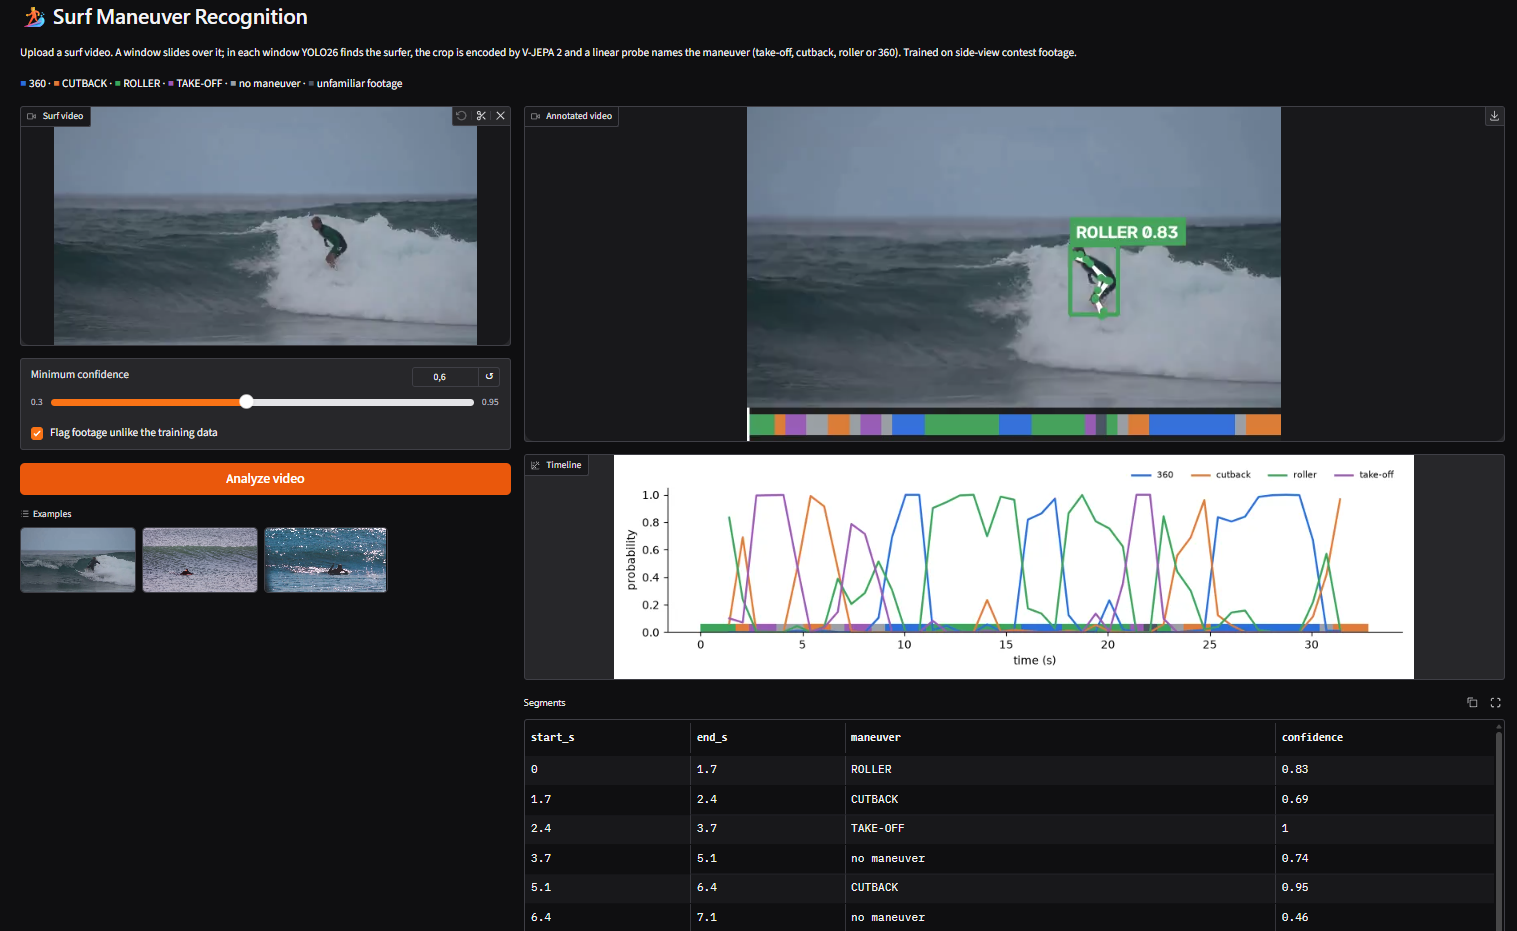 Surf Maneuver Recognition
Upload a surf video. A window slides over it; in each window YOLO26 finds the surfer, the crop is encoded by V-JEPA 2 and a linear probe names the maneuver (take-off, cutback, roller or 360). Trained on side-view contest footage.
360 · CUTBACK · ROLLER · TAKE-OFF · no maneuver · unfamiliar footage
Surf video
Annotated video
ROLLER 0.83
Minimum confidence
0,6
0.3
0.95
Flag footage unlike the training data
Analyze video
Examples
Timeline
360 cutback roller take-off
probability
1.0
0.8
0.6
0.4
0.2
0.0
0 5 10 15 20 25 30
time (s)
Segments
start_s end_s maneuver confidence
0 1.7 ROLLER 0.83
1.7 2.4 CUTBACK 0.69
2.4 3.7 TAKE-OFF 1
3.7 5.1 no maneuver 0.74
5.1 6.4 CUTBACK 0.95
6.4 7.1 no maneuver 0.46